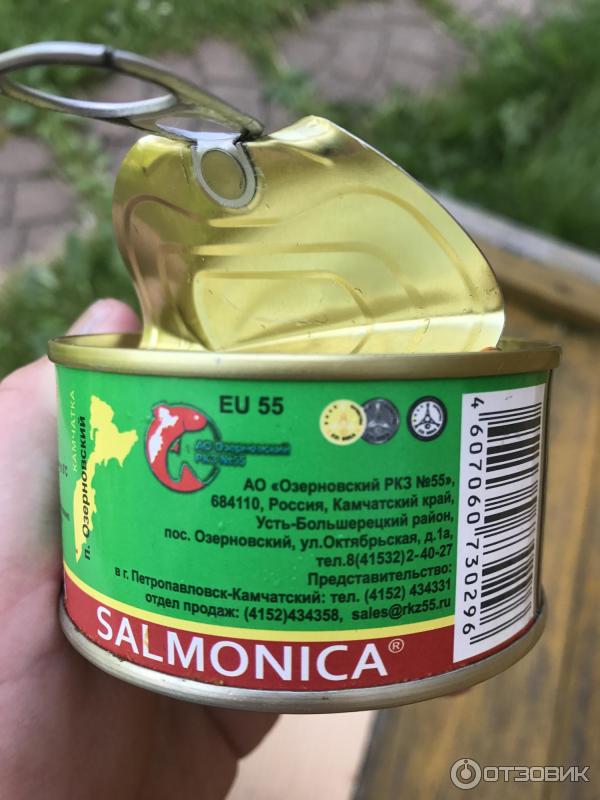 КАМЧАТКА
п. Озерновский
EU 55
АО Озерновский
РКЗ №55
АО «Озерновский РКЗ №55»,
684110, Россия, Камчатский край,
Усть-Большерецкий район,
пос. Озерновский, ул.Октябрьская, д.1а,
тел.8(41532)2-40-27
Представительство:
в г. Петропавловск-Камчатский: тел. (4152) 434331
отдел продаж: (4152)434358, sales@rkz55.ru
SALMONICA®
4 607060 730296
ОТЗОВИК